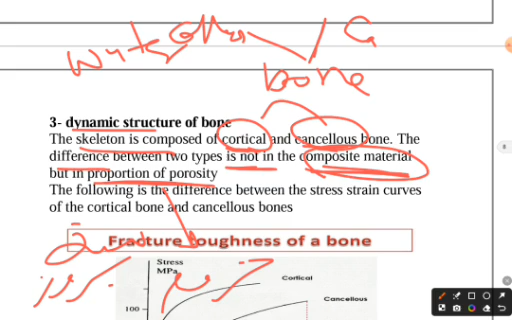 bone
3- dynamic structure of bone
The skeleton is composed of cortical and cancellous bone. The
difference between two types is not in the composite material
but in proportion of porosity
The following is the difference between the stress strain curves
of the cortical bone and cancellous bones
Fracture toughness of a bone
Stress
MPa
Cortical
Cancellous
100